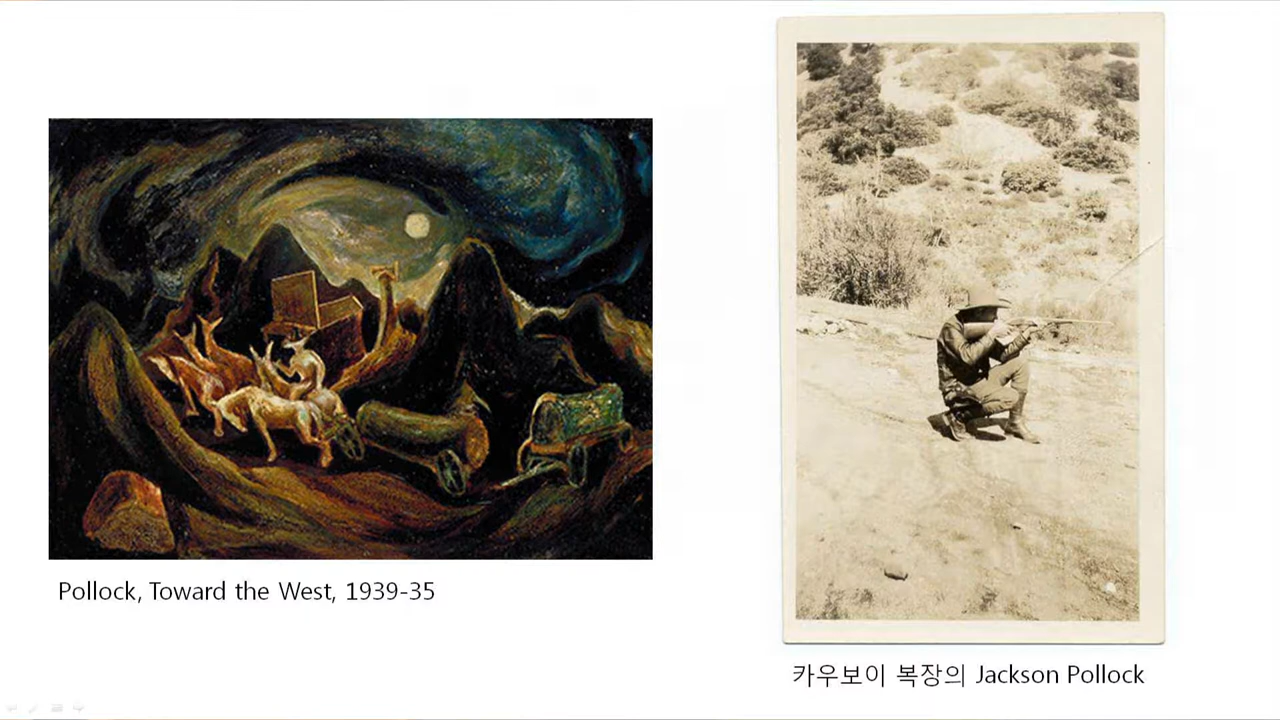 Pollock, Toward the West, 1939-35
카우보이 복장의 Jackson Pollock